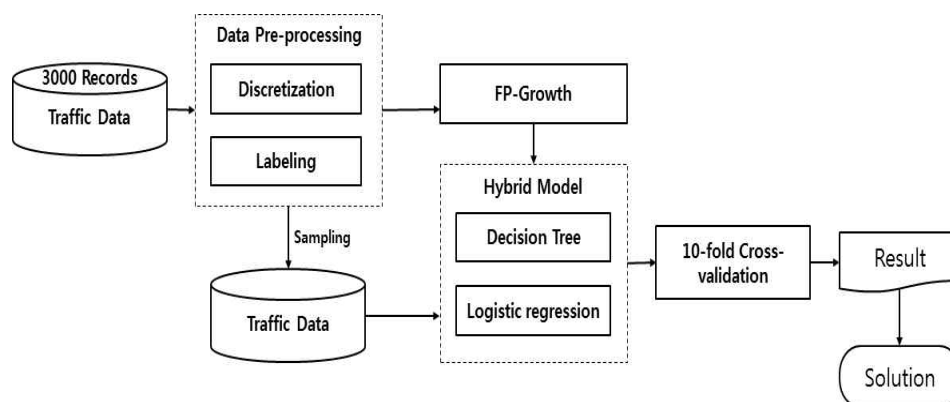 3000 Records
Traffic Data
Data Pre-processing
Discretization
Labeling
FP-Growth
Sampling
Traffic Data
Hybrid Model
Decision Tree
Logistic regression
10-fold Cross-
validation
Result
Solution